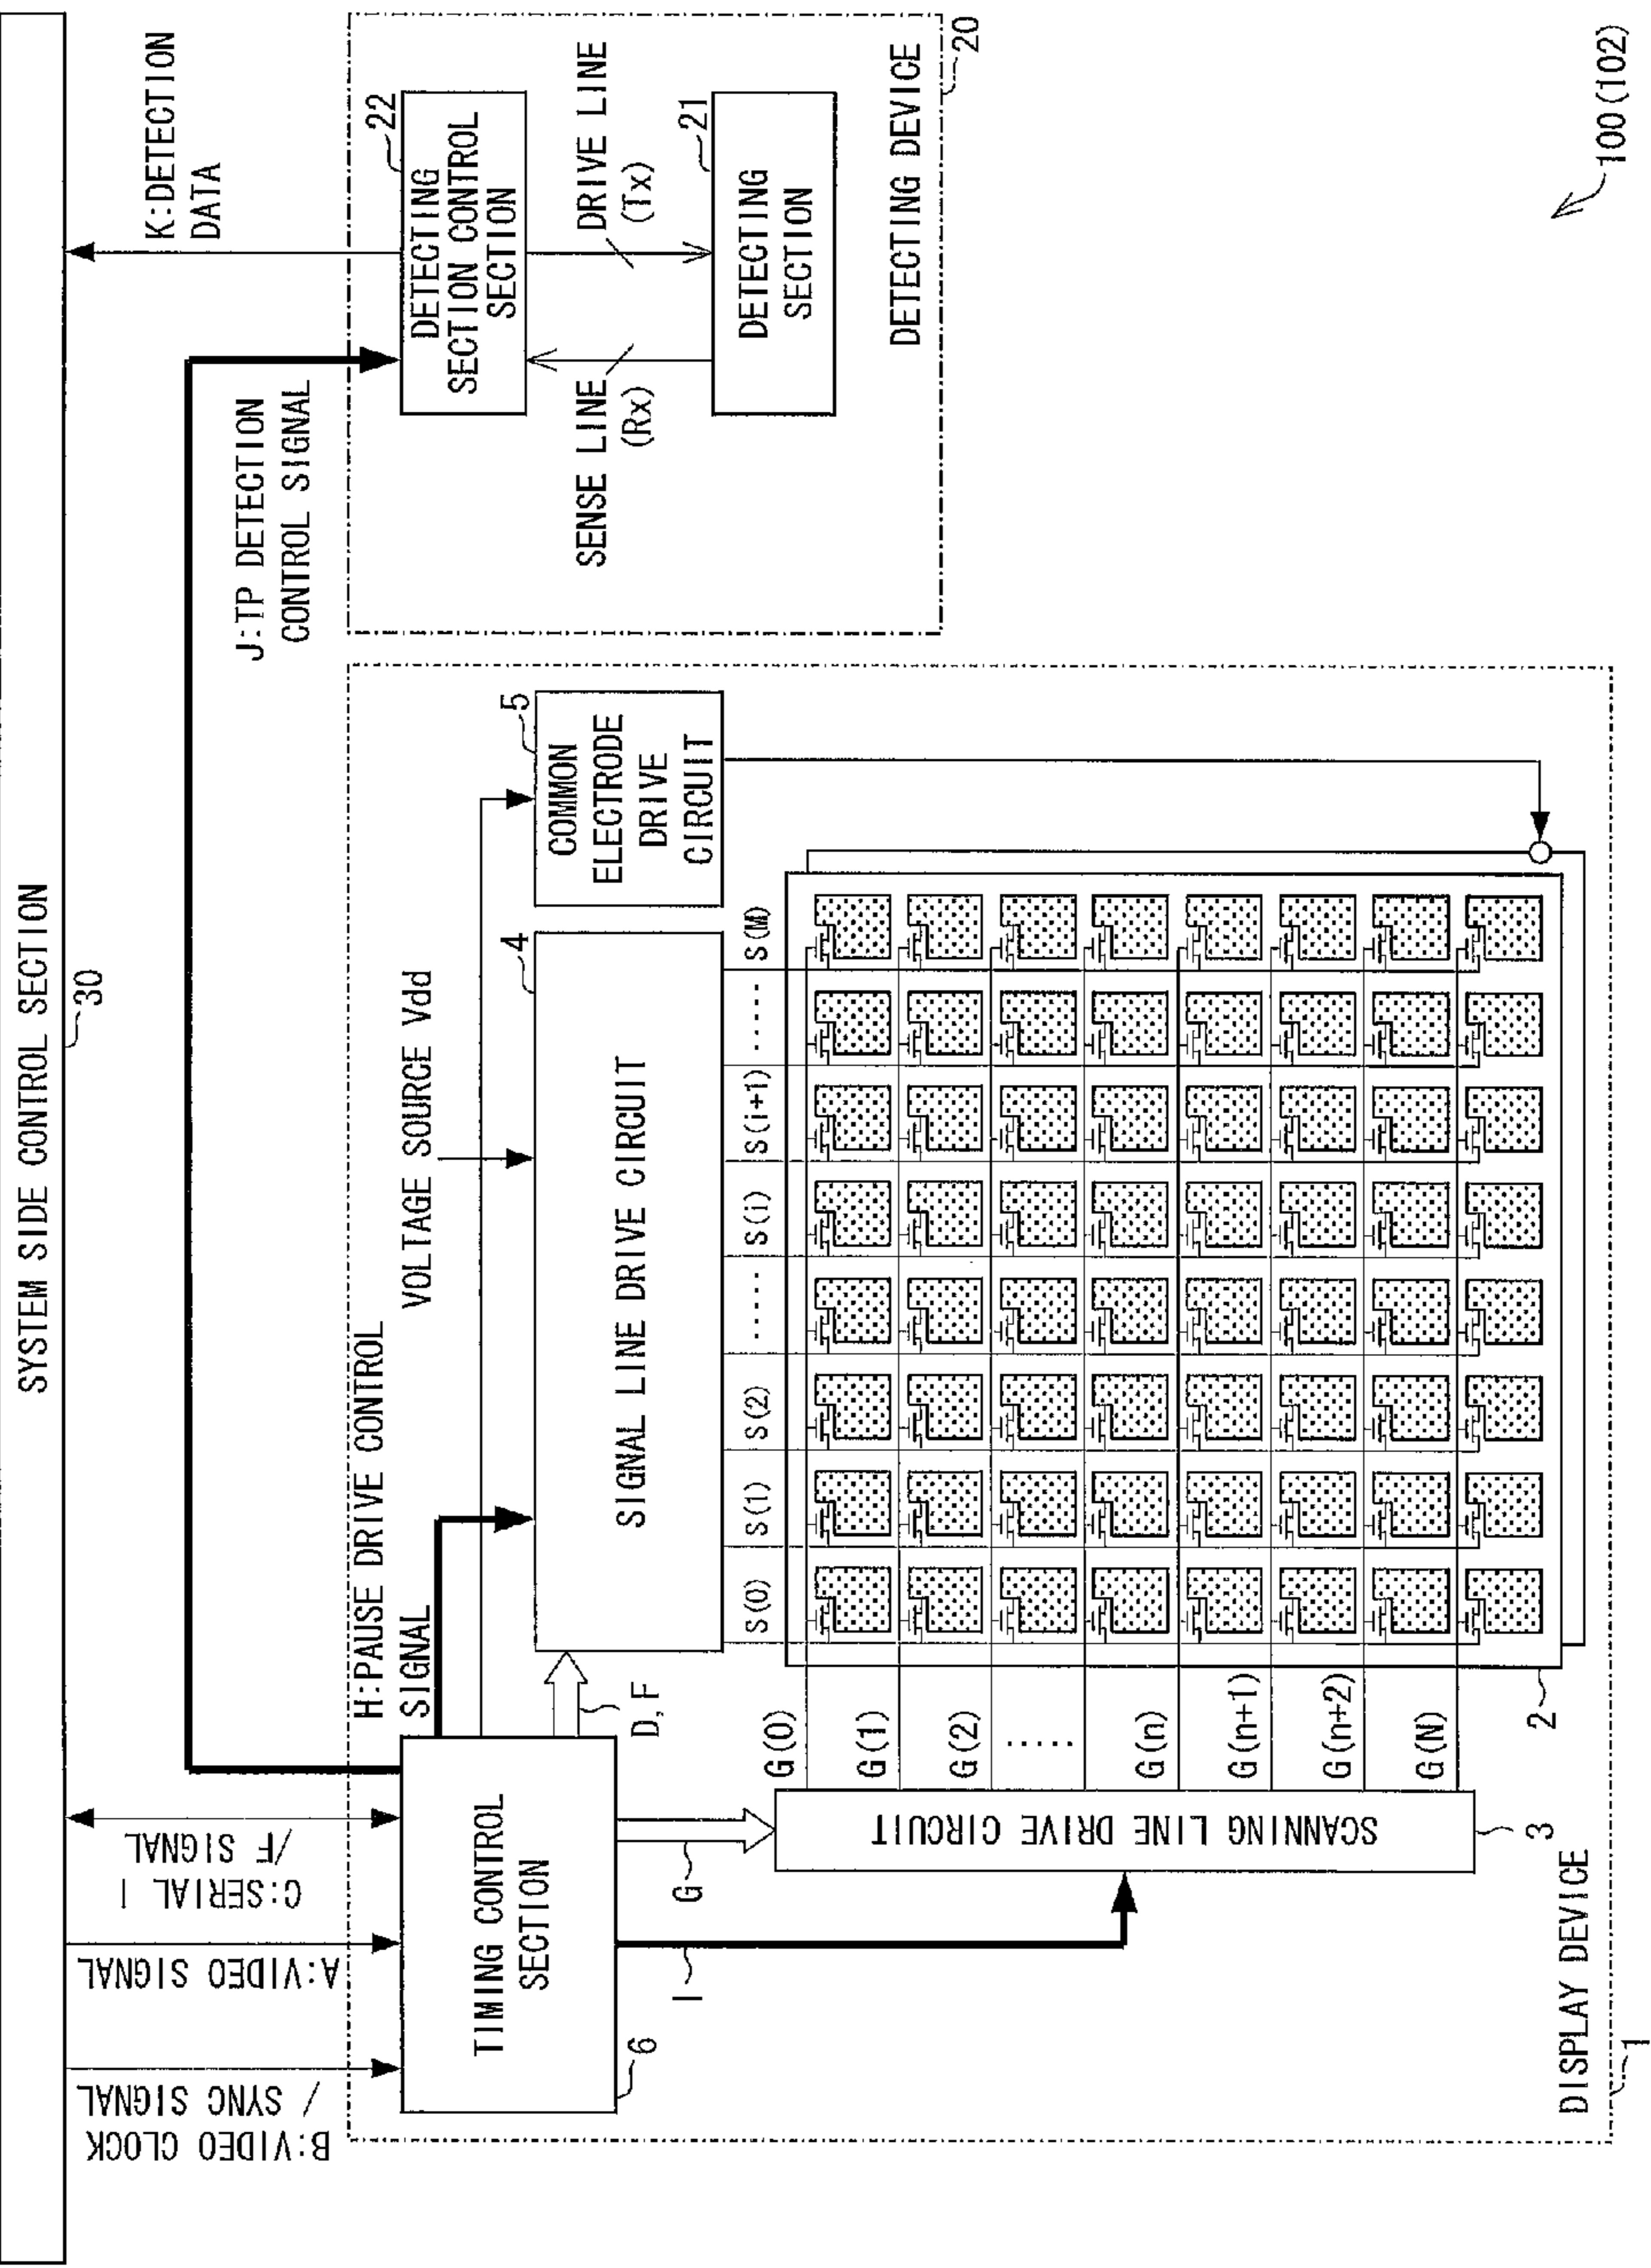 SYSTEM SIDE CONTROL SECTION
30
B:VIDEO CLOCK
/ SYNC SIGNAL
A:VIDEO SIGNAL
C:SERIAL I
/F SIGNAL
J:TP DETECTION
CONTROL SIGNAL
K:DETECTION
DATA
H:PAUSE DRIVE CONTROL
SIGNAL
VOLTAGE SOURCE Vdd
TIMING CONTROL
SECTION
6
D,F
G
I
SIGNAL LINE DRIVE CIRCUIT
4
COMMON
ELECTRODE
DRIVE
CIRCUIT
5
S(0)
S(1)
S(2)
.....
S(i)
S(i+1)
.....
S(M)
G(0)
G(1)
G(2)
.....
G(n)
G(n+1)
G(n+2)
G(N)
SCANNING LINE DRIVE CIRCUIT
3
2
DISPLAY DEVICE
1
DETECTING
SECTION CONTROL
SECTION
22
SENSE LINE
(Rx)
DRIVE LINE
(Tx)
DETECTING
SECTION
21
DETECTING DEVICE
20
100(102)